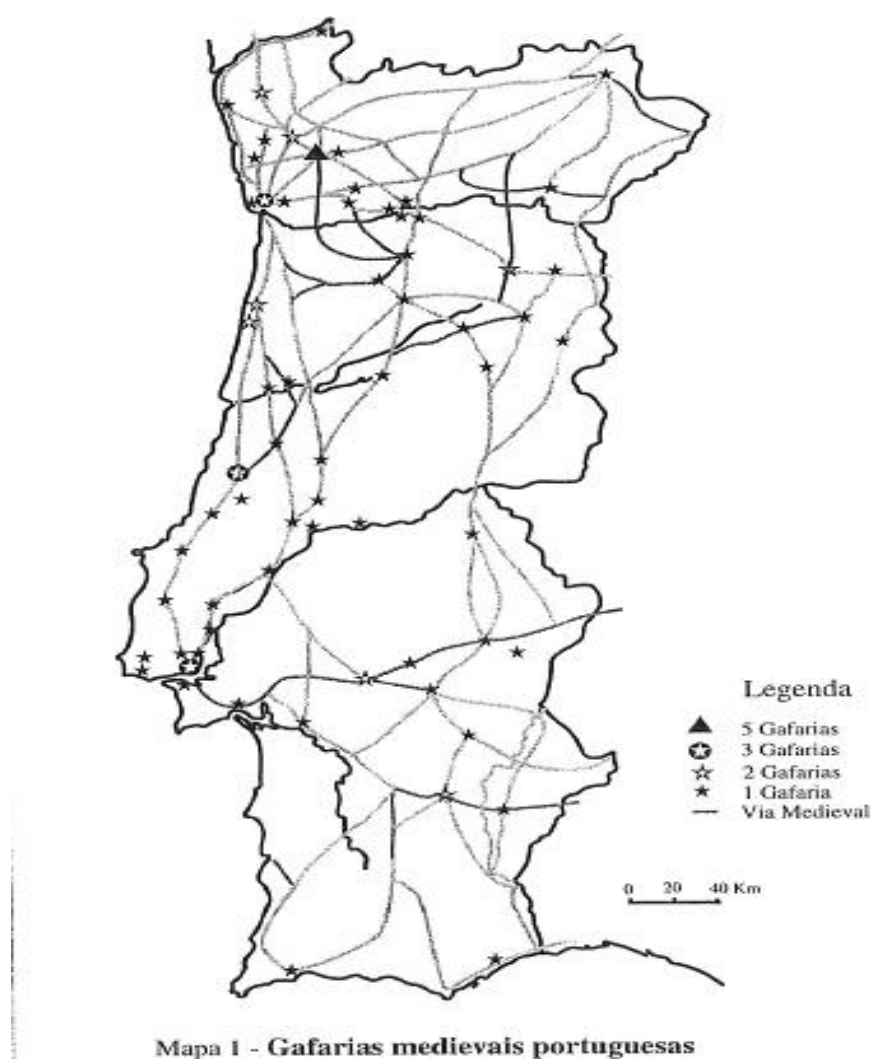 Legenda
5 Gafarias
3 Gafarias
2 Gafarias
1 Gafaria
Via Medieval
0 20 40 Km
Mapa 1 - Gafarias medievais portuguesas